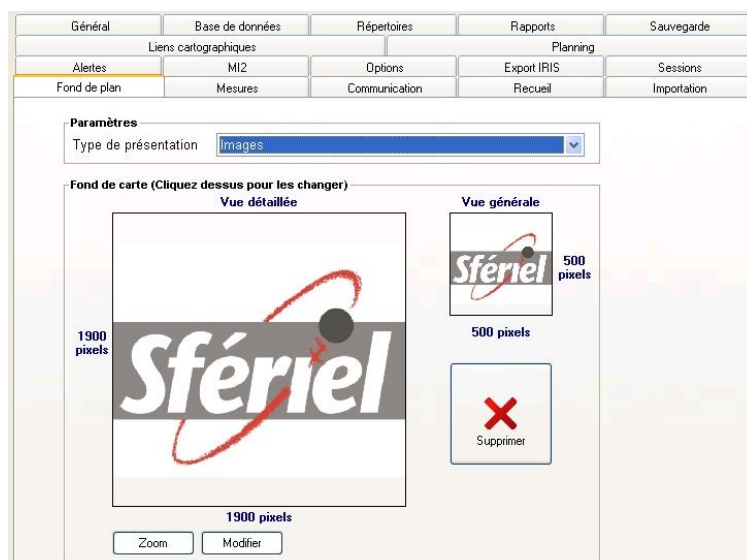 Général Base de données Répertoires Rapports Sauvegarde
Liens cartographiques Planning
Alertes MI2 Options Export IRIS Sessions
Fond de plan Mesures Communication Recueil Importation
Paramètres
Type de présentation Images
Fond de carte (Cliquez dessus pour les changer)
Vue détaillée Vue générale
Sfériel
500
pixels
500 pixels
1900
pixels
Sfériel
Supprimer
1900 pixels
Zoom Modifier